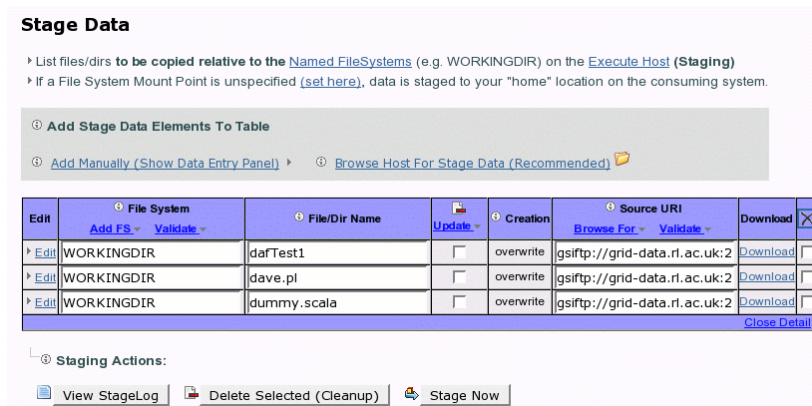 Stage Data
List files/dirs to be copied relative to the Named FileSystems (e.g. WORKINGDIR) on the Execute Host (Staging)
If a File System Mount Point is unspecified (set here), data is staged to your "home" location on the consuming system.
Add Stage Data Elements To Table
Add Manually (Show Data Entry Panel) Browse Host For Stage Data (Recommended)
Edit File System Add FS Validate File/Dir Name Update Creation Source URI Browse For Validate Download
Edit WORKINGDIR dafTest1 overwrite gsiftp://grid-data.rl.ac.uk:2 Download
Edit WORKINGDIR dave.pl overwrite gsiftp://grid-data.rl.ac.uk:2 Download
Edit WORKINGDIR dummy.scala overwrite gsiftp://grid-data.rl.ac.uk:2 Download
Close Detail
Staging Actions:
View StageLog Delete Selected (Cleanup) Stage Now